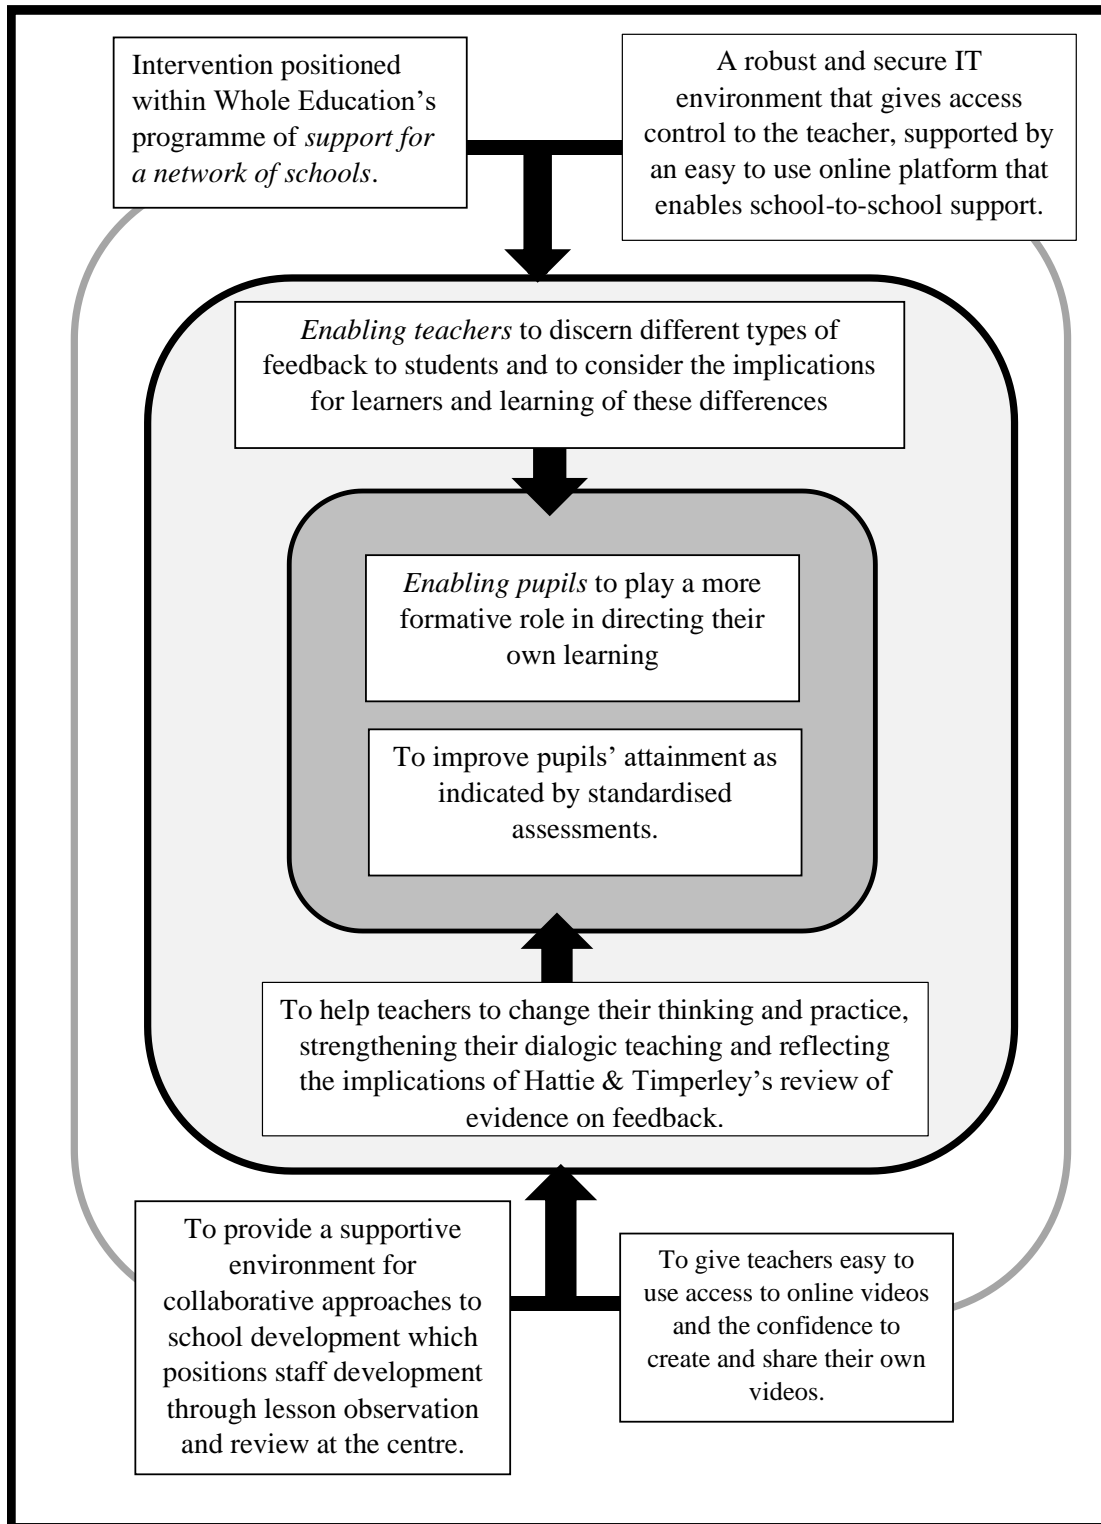 Intervention positioned
within Whole Education’s
programme of support for
a network of schools.
A robust and secure IT
environment that gives access
control to the teacher, supported by
an easy to use online platform that
enables school-to-school support.
Enabling teachers to discern different types of
feedback to students and to consider the implications
for learners and learning of these differences
Enabling pupils to play a more
formative role in directing their
own learning
To improve pupils’ attainment as
indicated by standardised
assessments.
To help teachers to change their thinking and practice,
strengthening their dialogic teaching and reflecting
the implications of Hattie & Timperley’s review of
evidence on feedback.
To provide a supportive
environment for
collaborative approaches to
school development which
positions staff development
through lesson observation
and review at the centre.
To give teachers easy to
use access to online videos
and the confidence to
create and share their own
videos.